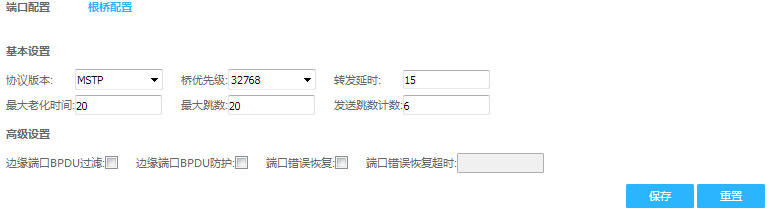 端口配置 根桥配置
基本设置
协议版本: MSTP 桥优先级: 32768 转发延时: 15
最大老化时间: 20 最大跳数: 20 发送跳数计数: 6
高级设置
边缘端口BPDU过滤: 边缘端口BPDU防护: 端口错误恢复: 端口错误恢复超时:
保存 重置